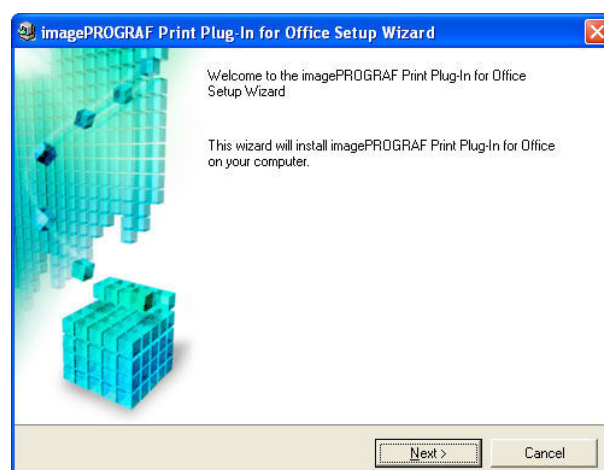 imagePROGRAF Print Plug-In for Office Setup Wizard
Welcome to the imagePROGRAF Print Plug-In for Office
Setup Wizard
This wizard will install imagePROGRAF Print Plug-In for Office
on your computer.
Next >
Cancel